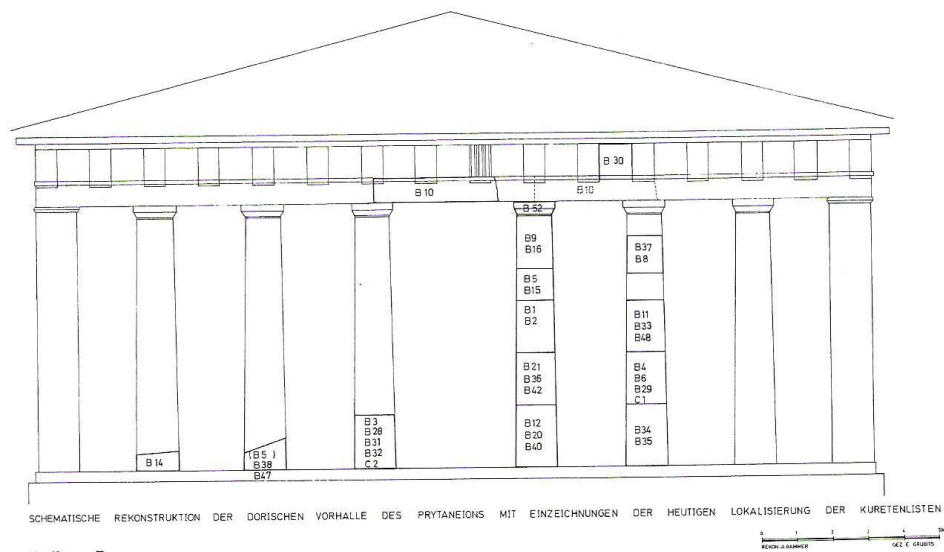 B 30
B 10
B 10
B 52
B9
B16
B37
B8
B5
B15
B1
B2
B11
B33
B48
B21
B36
B42
B4
B6
B29
C1
B3
B28
B31
B32
C2
B12
B20
B40
B34
B35
B 14
(B5)
B38
B47
SCHEMATISCHE REKONSTRUKTION DER DORISCHEN VORHALLE DES PRYTANEIONS MIT EINZEICHNUNGEN DER HEUTIGEN LOKALISIERUNG DER KURETENLISTEN
0 1 2 3 4 5M
REKON. A. BAMMER GEZ. E. GRUBITS